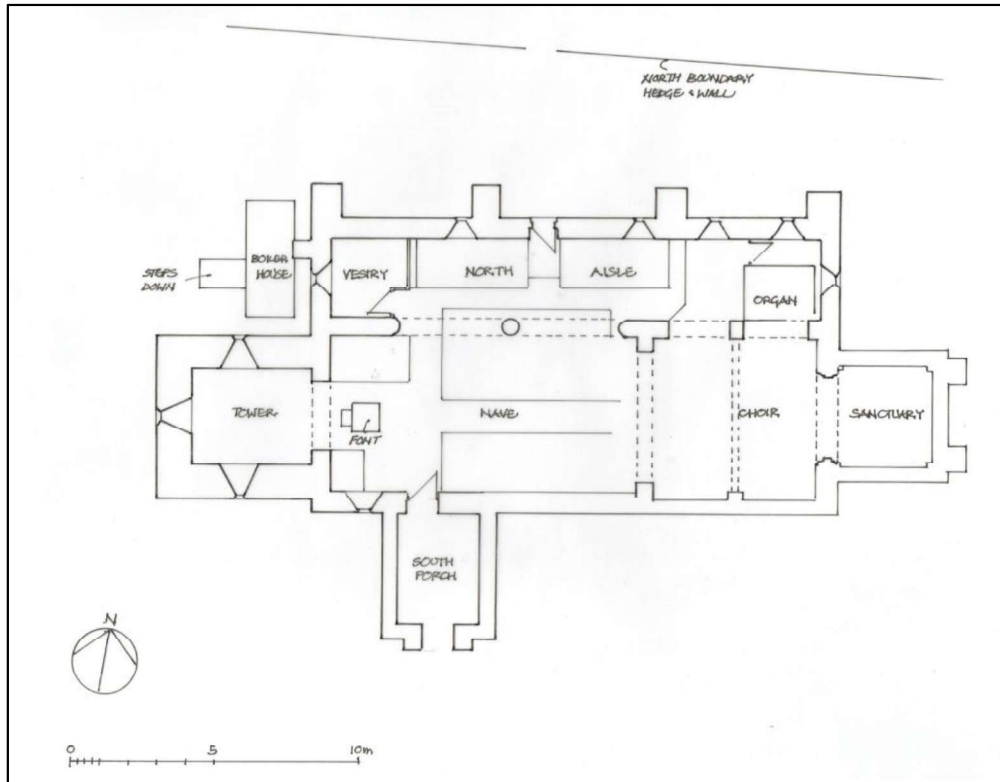 NORTH BOUNDARY
HEDGE & WALL
BOILER
HOUSE
STEPS
DOWN
VESTRY
NORTH
AISLE
ORGAN
TOWER
FONT
NAVE
CHOIR
SANCTUARY
SOUTH
PORCH
N
0 5 10m